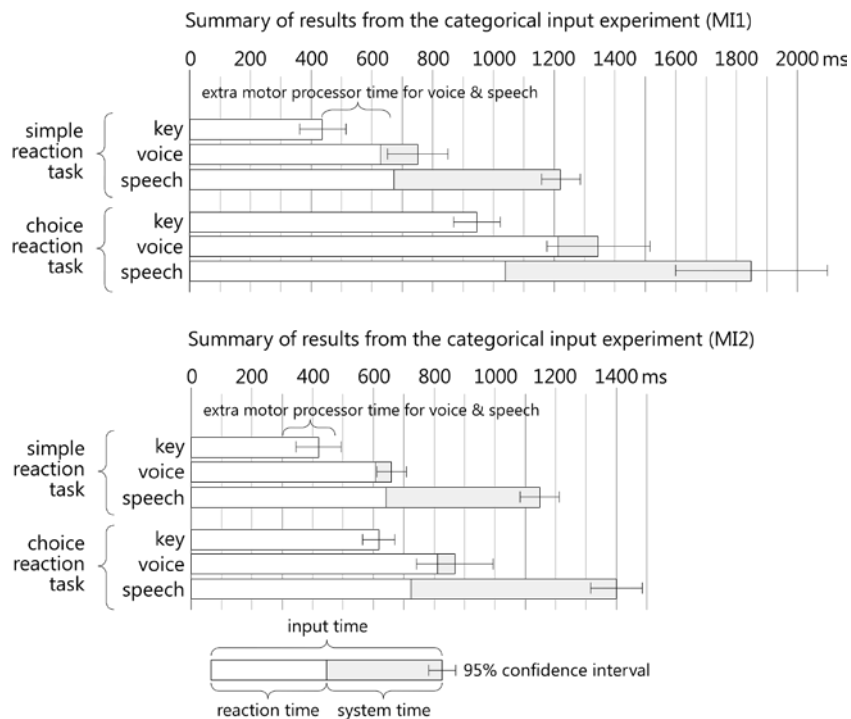 Summary of results from the categorical input experiment (MI1)
0 200 400 600 800 1000 1200 1400 1600 1800 2000 ms
extra motor processor time for voice & speech
simple
reaction
task
key
voice
speech
choice
reaction
task
key
voice
speech
Summary of results from the categorical input experiment (MI2)
0 200 400 600 800 1000 1200 1400 ms
extra motor processor time for voice & speech
simple
reaction
task
key
voice
speech
choice
reaction
task
key
voice
speech
input time
95% confidence interval
reaction time system time